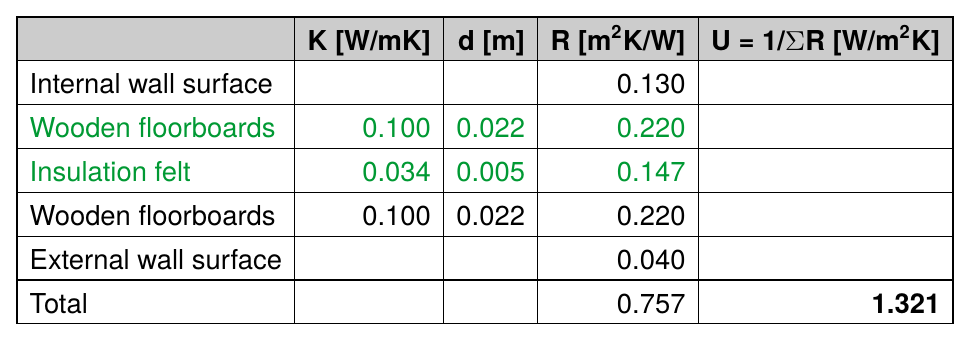 K [W/mK] d [m] R [m²K/W] U = 1/ΣR [W/m²K]
Internal wall surface 0.130
Wooden floorboards 0.100 0.022 0.220
Insulation felt 0.034 0.005 0.147
Wooden floorboards 0.100 0.022 0.220
External wall surface 0.040
Total 0.757 1.321